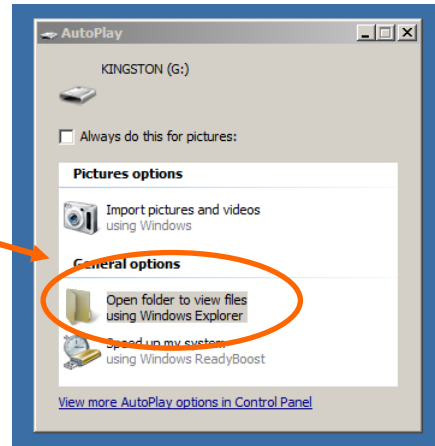 AutoPlay
KINGSTON (G:)
Always do this for pictures:
Pictures options
Import pictures and videos
using Windows
General options
Open folder to view files
using Windows Explorer
Speed up my system
using Windows ReadyBoost
View more AutoPlay options in Control Panel